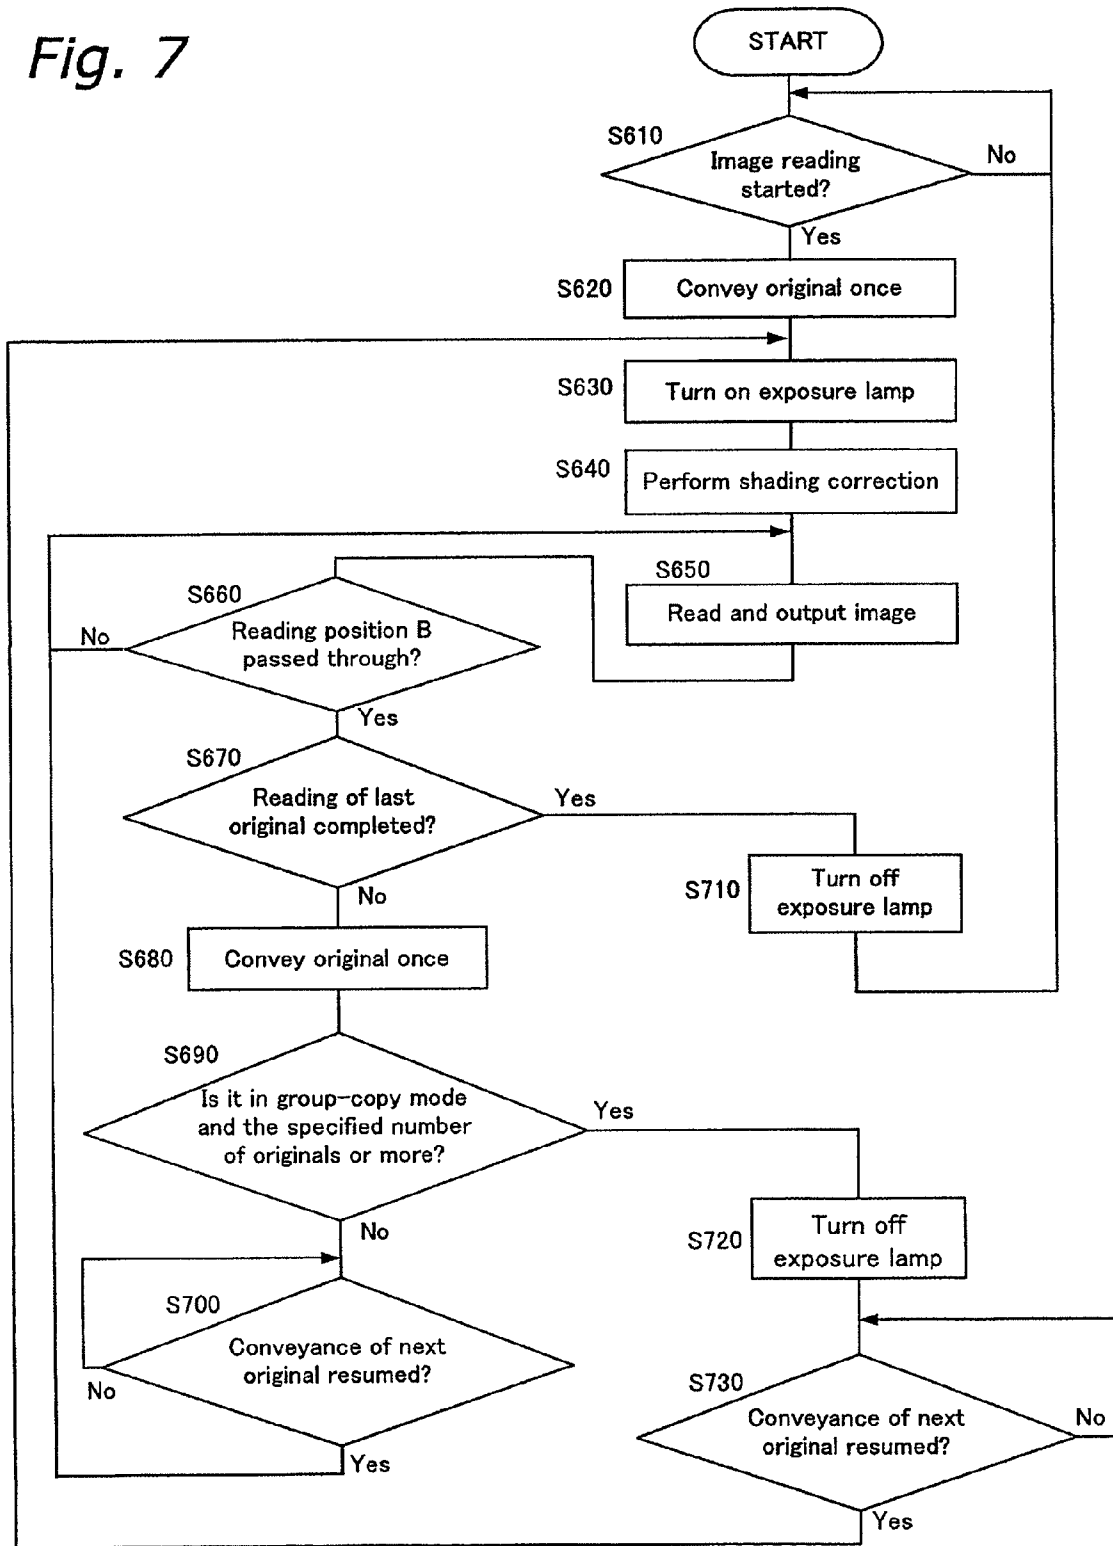 Fig. 7
START
S610
Image reading
started?
No
Yes
S620
Convey original once
S630
Turn on exposure lamp
S640
Perform shading correction
S650
Read and output image
S660
Reading position B
passed through?
No
Yes
S670
Reading of last
original completed?
Yes
No
S710
Turn off
exposure lamp
S680
Convey original once
S690
Is it in group-copy mode
and the specified number
of originals or more?
Yes
No
S720
Turn off
exposure lamp
S700
Conveyance of next
original resumed?
No
Yes
S730
Conveyance of next
original resumed?
No
Yes